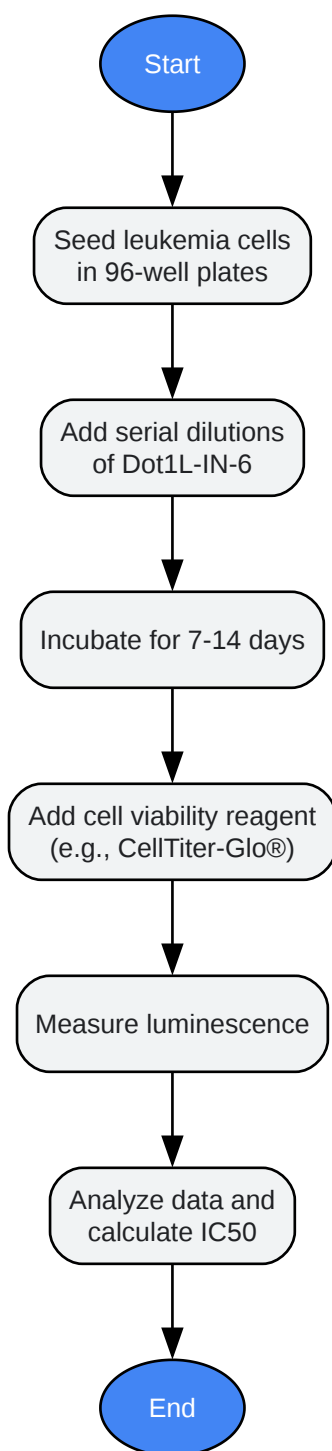 Start
Seed leukemia cells
in 96-well plates
Add serial dilutions
of Dot1L-IN-6
Incubate for 7-14 days
Add cell viability reagent
(e.g., CellTiter-Glo®)
Measure luminescence
Analyze data and
calculate IC50
End